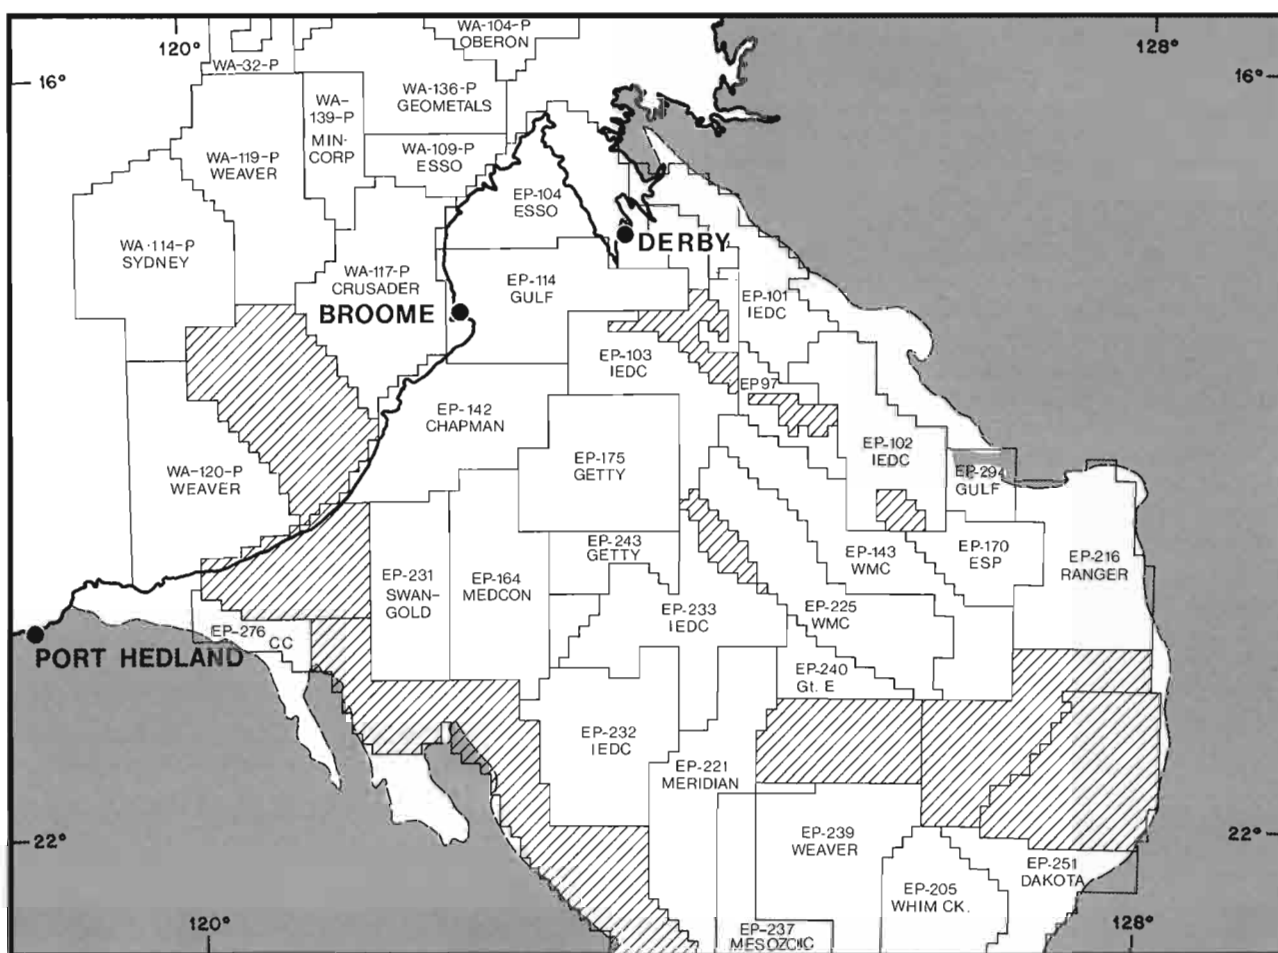 WA-104-P
OBERON
120°
128°
16°
16°
WA-32-P
WA-136-P
GEOMETALS
WA-
139-P
MIN-
CORP
WA-119-P
WEAVER
WA-109-P
ESSO
EP-104
ESSO
WA-114-P
SYDNEY
DERBY
WA-117-P
CRUSADER
EP-114
GULF
EP-101
IEDC
BROOME
EP-103
IEDC
EP97
EP-142
CHAPMAN
EP-102
IEDC
EP-175
GETTY
WA-120-P
WEAVER
EP-294
GULF
EP-243
GETTY
EP-143
WMC
EP-170
ESP
EP-216
RANGER
EP-231
SWAN-
GOLD
EP-164
MEDCON
EP-233
IEDC
EP-225
WMC
EP-276
CC
PORT HEDLAND
EP-240
Gt. E
EP-232
IEDC
EP-221
MERIDIAN
22°
22°
EP-239
WEAVER
EP-251
DAKOTA
EP-205
WHIM CK.
EP-237
MESOZOIC
120°
128°